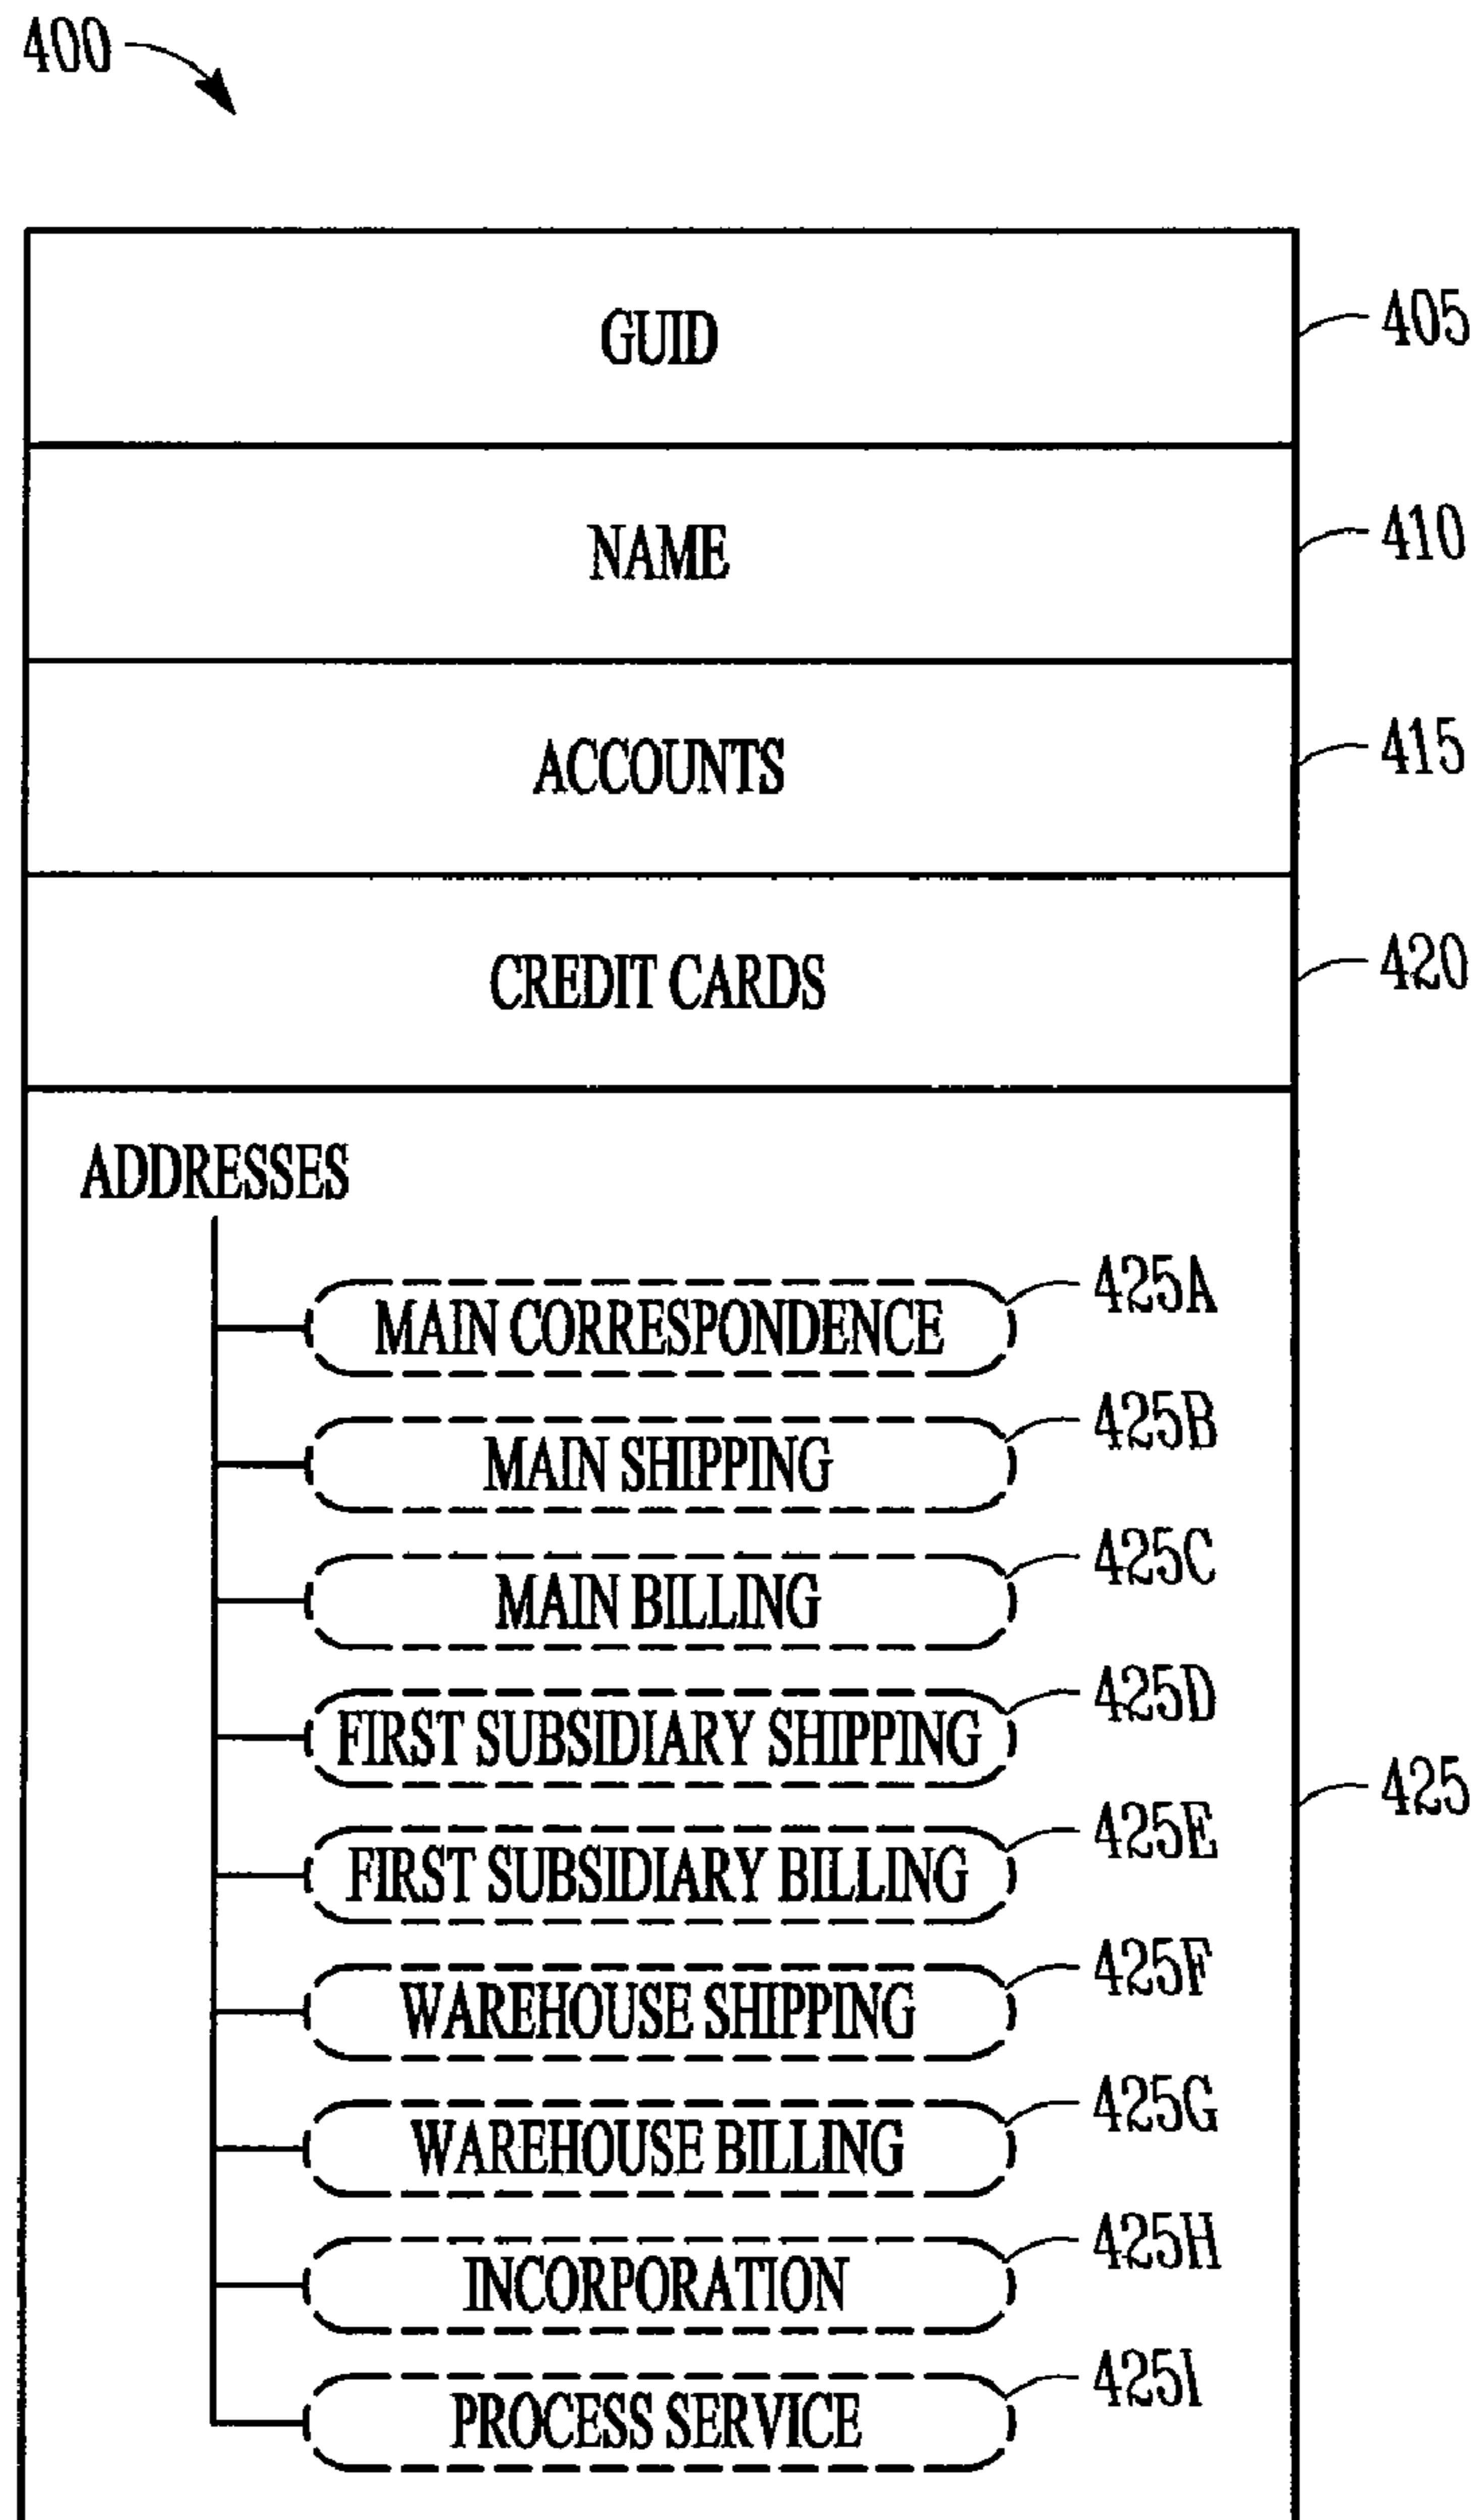 400
GUID 405
NAME 410
ACCOUNTS 415
CREDIT CARDS 420
ADDRESSES
MAIN CORRESPONDENCE 425A
MAIN SHIPPING 425B
MAIN BILLING 425C
FIRST SUBSIDIARY SHIPPING 425D
425
FIRST SUBSIDIARY BILLING 425E
WAREHOUSE SHIPPING 425F
WAREHOUSE BILLING 425G
INCORPORATION 425H
PROCESS SERVICE 425I